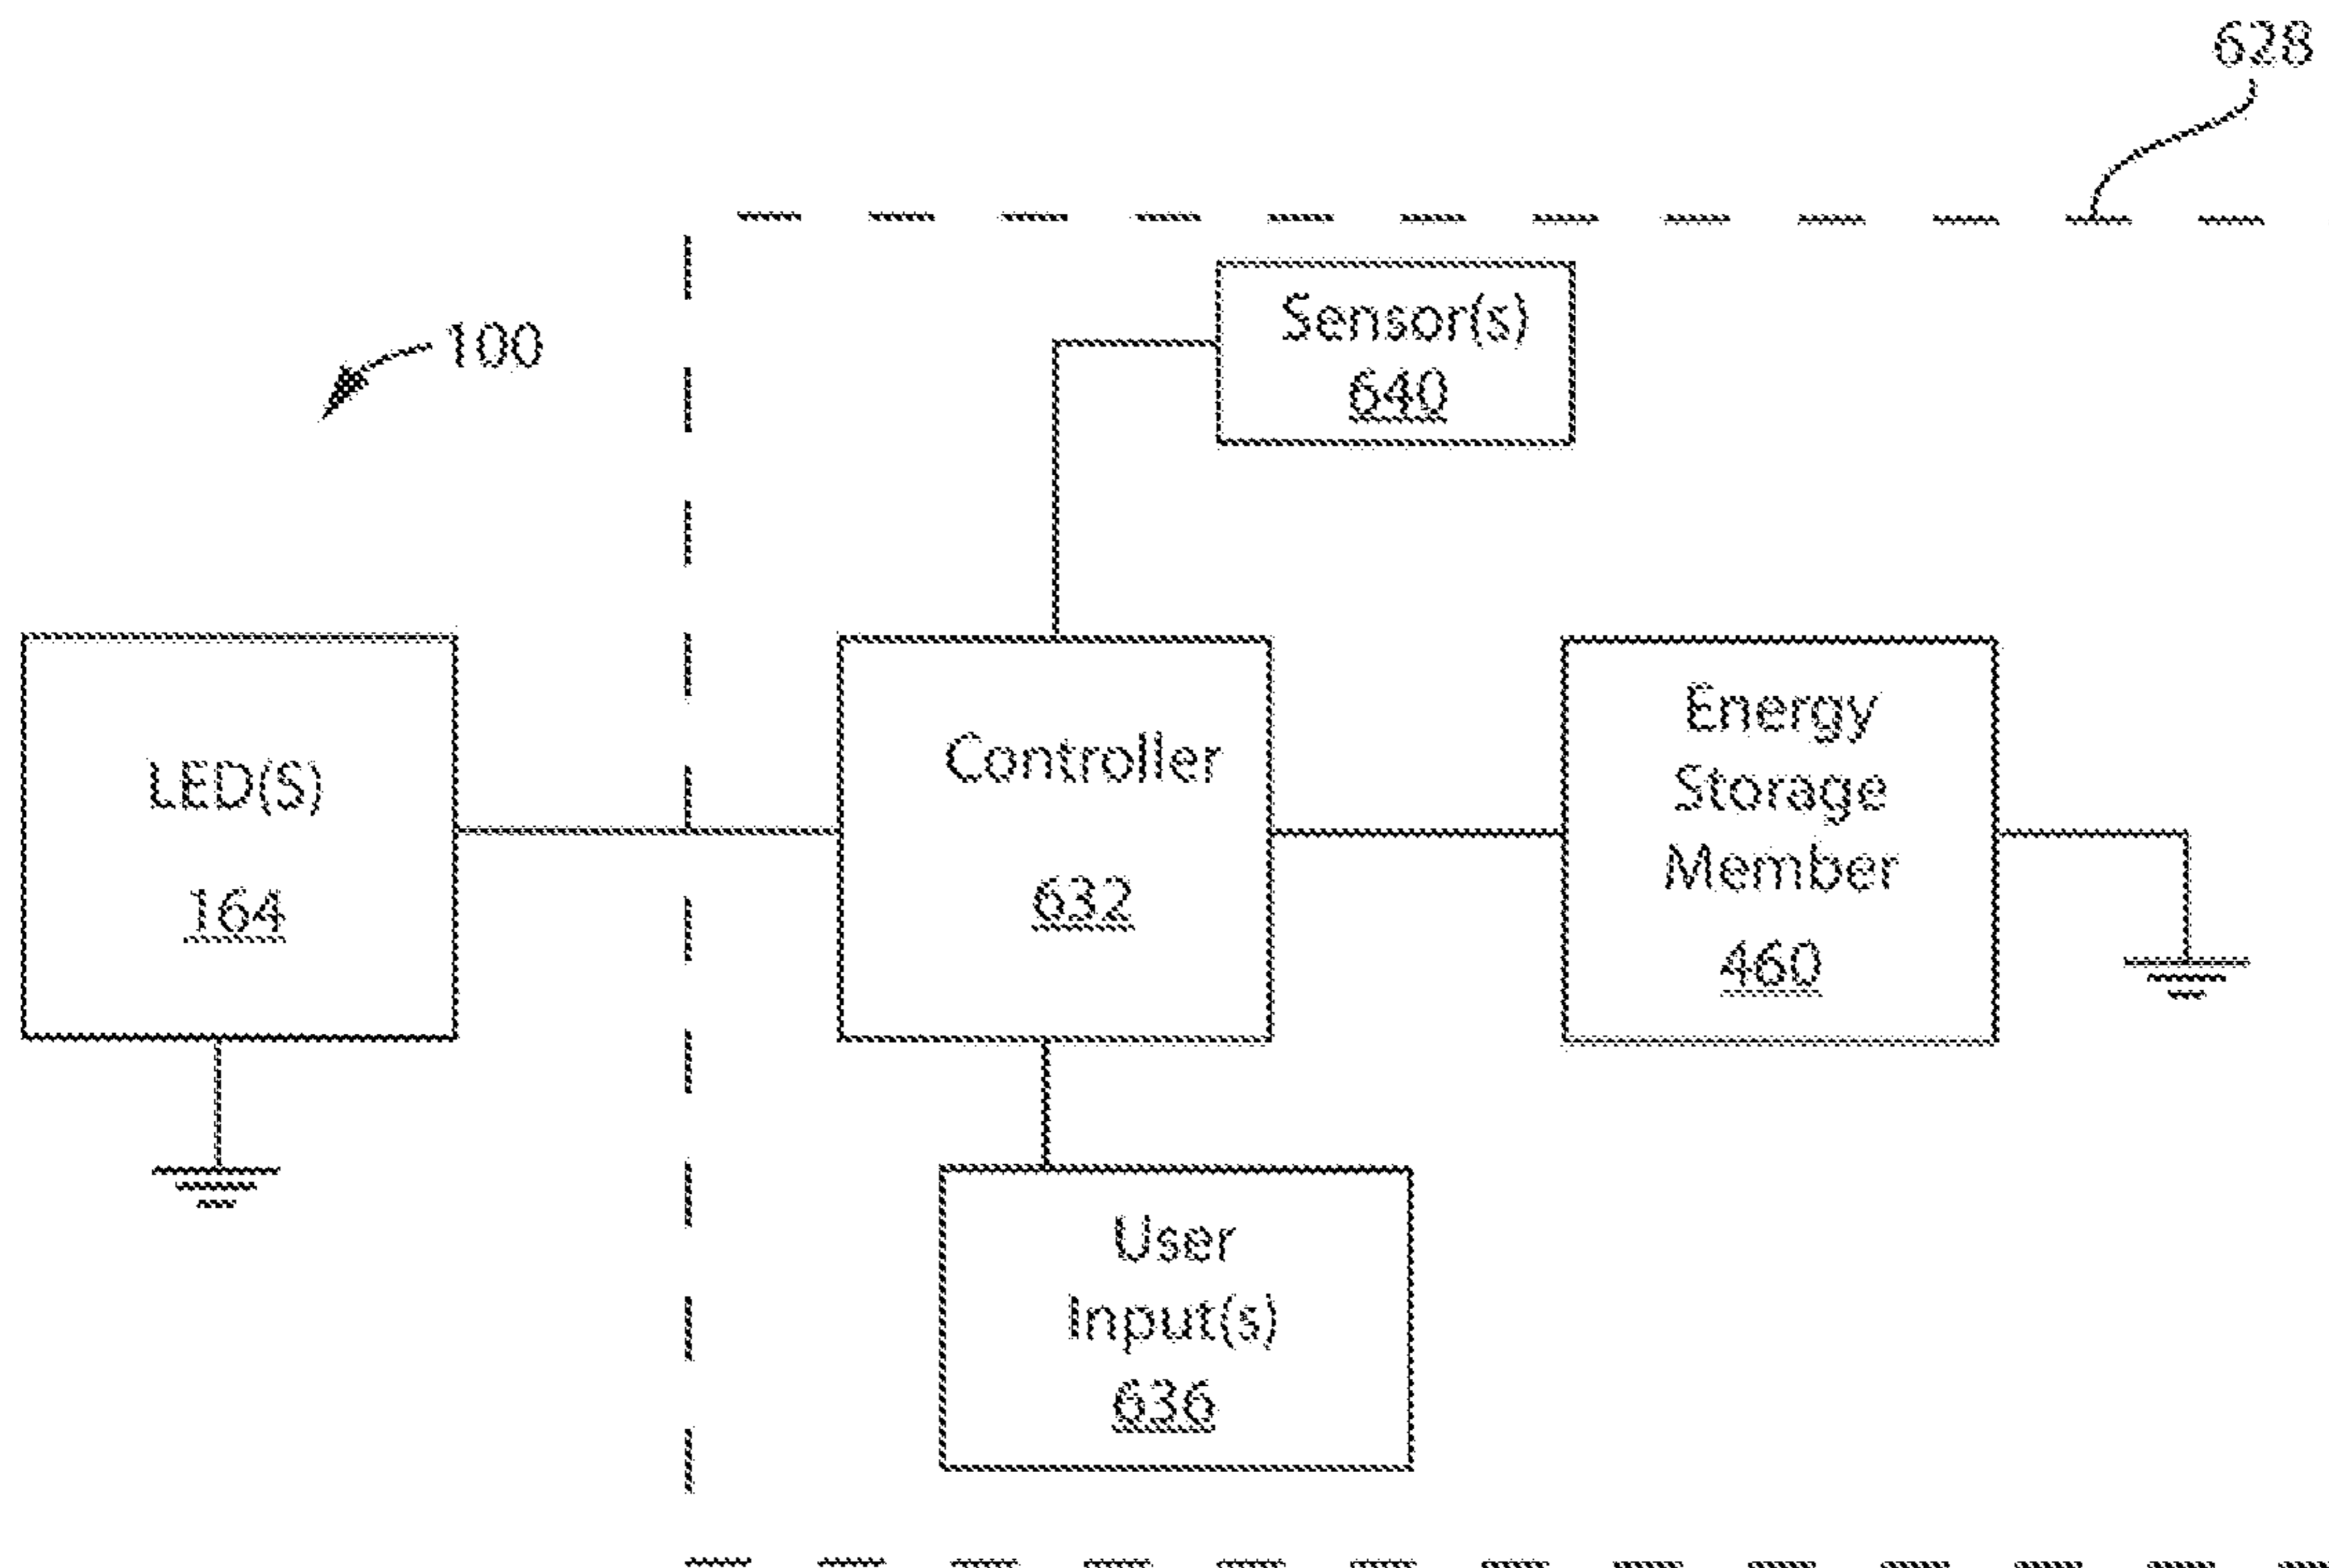 628
100
Sensor(s)
640
LED(S)
164
Controller
632
Energy
Storage
Member
460
User
Input(s)
636